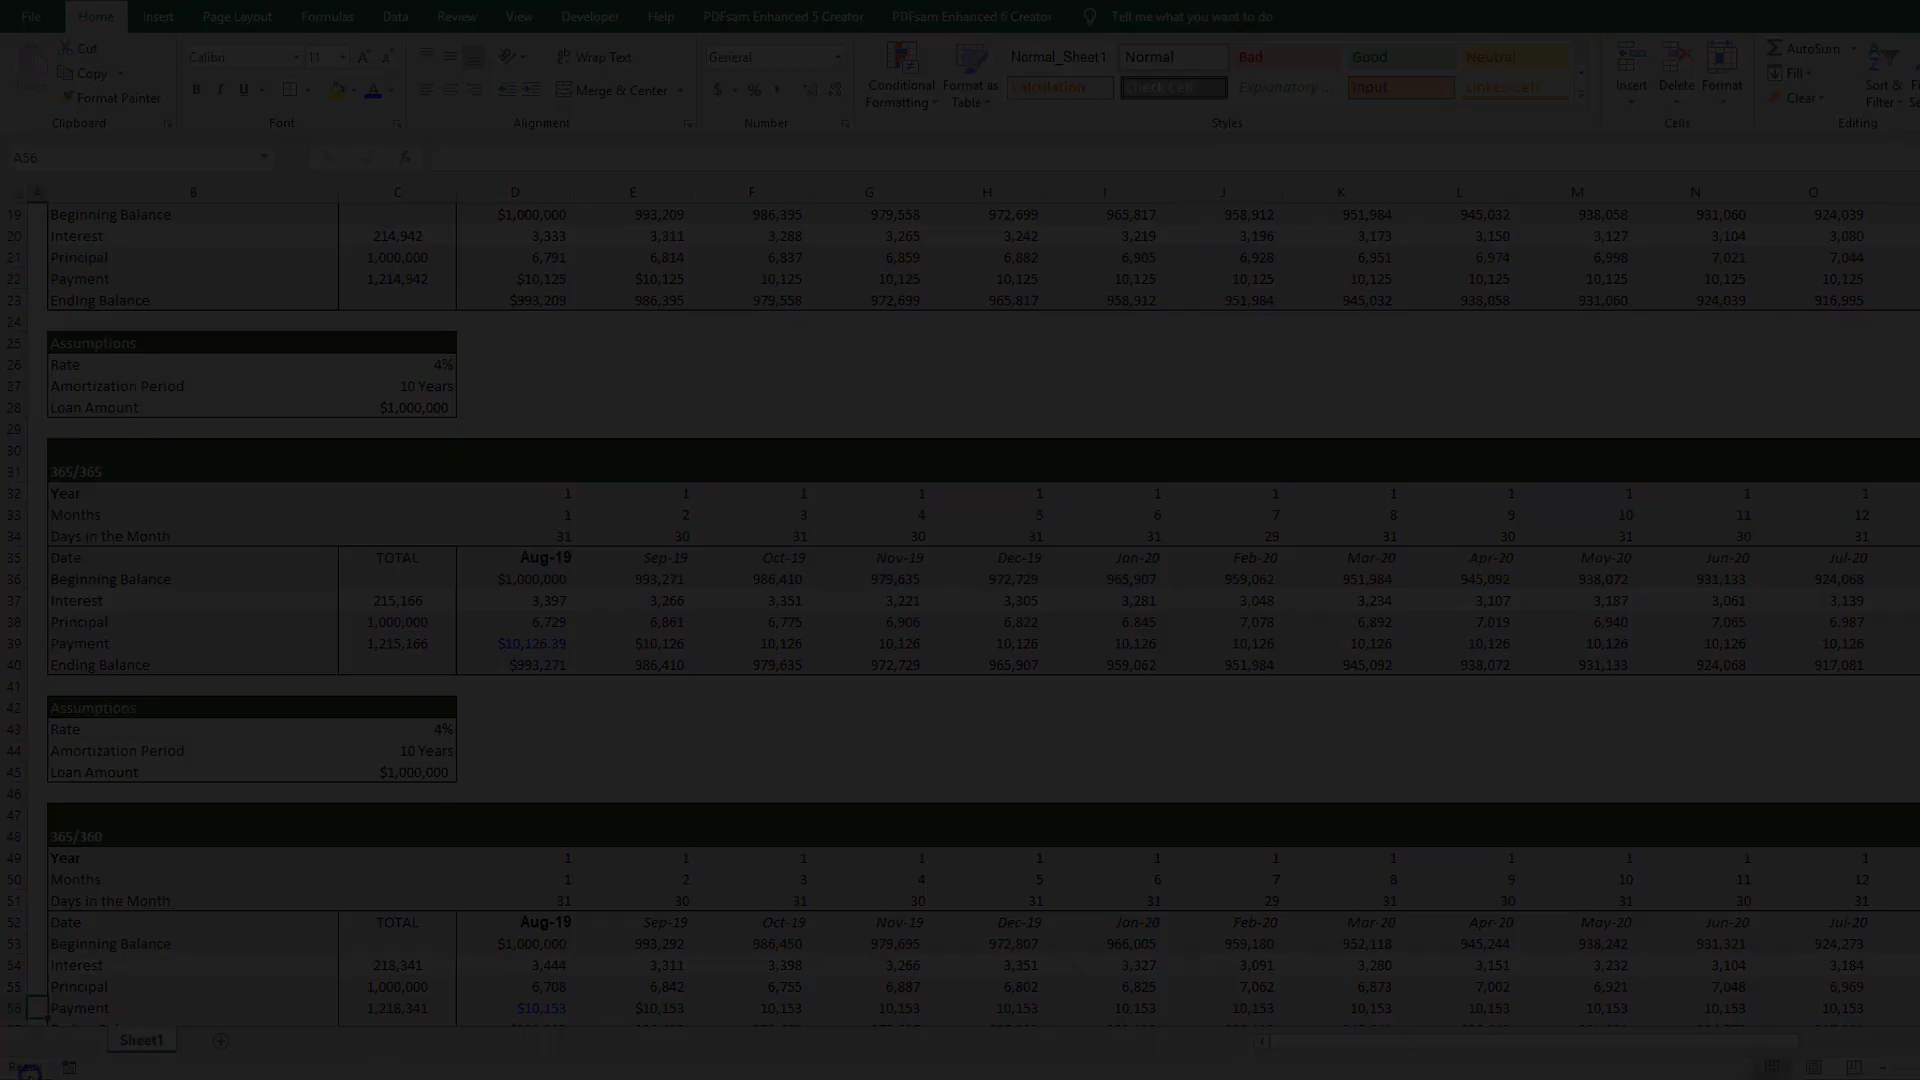 File Home Insert Page Layout Formulas Data Review View Developer Help PDFsam Enhanced 5 Creator PDFsam Enhanced 6 Creator Tell me what you want to do
Cut Calibri 11 A A Wrap Text General Normal_Sheet1 Normal Bad Good Neutral AutoSum
Copy Fill
Format Painter B I U A Merge & Center $ % Conditional Formatting Format as Table Calculation Check Cell Explanatory ... Input Linked Cell Insert Delete Format Clear Sort & Filter
Clipboard Font Alignment Number Styles Cells Editing
A56 fx
A B C D E F G H I J K L M N O
19 Beginning Balance $1,000,000 993,209 986,395 979,558 972,699 965,817 958,912 951,984 945,032 938,058 931,060 924,039
20 Interest 214,942 3,333 3,311 3,288 3,265 3,242 3,219 3,196 3,173 3,150 3,127 3,104 3,080
21 Principal 1,000,000 6,791 6,814 6,837 6,859 6,882 6,905 6,928 6,951 6,974 6,998 7,021 7,044
22 Payment 1,214,942 $10,125 $10,125 10,125 10,125 10,125 10,125 10,125 10,125 10,125 10,125 10,125 10,125
23 Ending Balance $993,209 986,395 979,558 972,699 965,817 958,912 951,984 945,032 938,058 931,060 924,039 916,995
24
25 Assumptions
26 Rate 4%
27 Amortization Period 10 Years
28 Loan Amount $1,000,000
29
30
31 365/365
32 Year 1 1 1 1 1 1 1 1 1 1 1 1
33 Months 1 2 3 4 5 6 7 8 9 10 11 12
34 Days in the Month 31 30 31 30 31 31 29 31 30 31 30 31
35 Date TOTAL Aug-19 Sep-19 Oct-19 Nov-19 Dec-19 Jan-20 Feb-20 Mar-20 Apr-20 May-20 Jun-20 Jul-20
36 Beginning Balance $1,000,000 993,271 986,410 979,635 972,729 965,907 959,062 951,984 945,092 938,072 931,133 924,068
37 Interest 215,166 3,397 3,266 3,351 3,221 3,305 3,281 3,048 3,234 3,107 3,187 3,061 3,139
38 Principal 1,000,000 6,729 6,861 6,775 6,906 6,822 6,845 7,078 6,892 7,019 6,940 7,065 6,987
39 Payment 1,215,166 $10,126.39 $10,126 10,126 10,126 10,126 10,126 10,126 10,126 10,126 10,126 10,126 10,126
40 Ending Balance $993,271 986,410 979,635 972,729 965,907 959,062 951,984 945,092 938,072 931,133 924,068 917,081
41
42 Assumptions
43 Rate 4%
44 Amortization Period 10 Years
45 Loan Amount $1,000,000
46
47
48 365/360
49 Year 1 1 1 1 1 1 1 1 1 1 1 1
50 Months 1 2 3 4 5 6 7 8 9 10 11 12
51 Days in the Month 31 30 31 30 31 31 29 31 30 31 30 31
52 Date TOTAL Aug-19 Sep-19 Oct-19 Nov-19 Dec-19 Jan-20 Feb-20 Mar-20 Apr-20 May-20 Jun-20 Jul-20
53 Beginning Balance $1,000,000 993,292 986,450 979,695 972,807 966,005 959,180 952,118 945,244 938,242 931,321 924,273
54 Interest 218,341 3,444 3,311 3,398 3,266 3,351 3,327 3,091 3,280 3,151 3,232 3,104 3,184
55 Principal 1,000,000 6,708 6,842 6,755 6,887 6,802 6,825 7,062 6,873 7,002 6,921 7,048 6,969
56 Payment 1,218,341 $10,153 $10,153 10,153 10,153 10,153 10,153 10,153 10,153 10,153 10,153 10,153 10,153
Sheet1